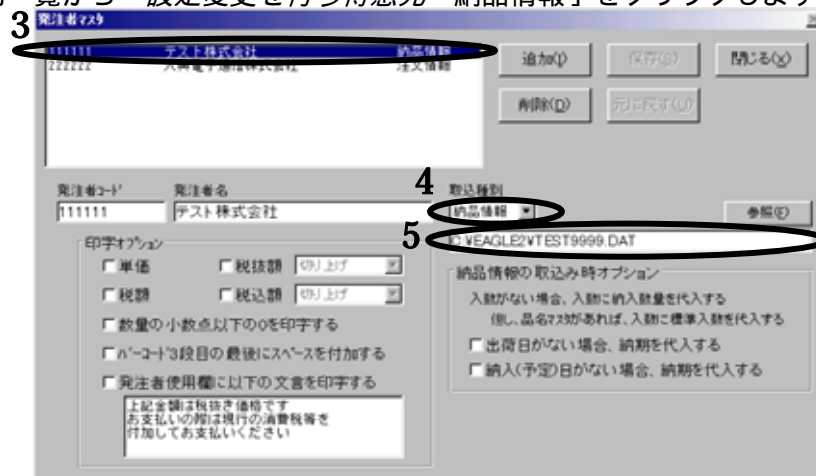 設定変更を行う得意先 納品情報」をクリックします
発注者マスタ
3
111111 テスト株式会社 納品情報
222222 大興電子通信株式会社 注文情報
追加(I) 保存(S) 閉じる(X)
削除(D) 元に戻す(U)
発注者コード 発注者名 4 取込種別
111111 テスト株式会社 納品情報 参照(E)
印字オプション 5 C:¥EAGLE2¥TEST9999.DAT
単価 税抜額 切り上げ
税額 税込額 切り上げ
数量の小数点以下の0を印字する
バーコード3段目の最後にスペースを付加する
発注者使用欄に以下の文言を印字する
上記金額は税抜き価格です
お支払いの際は現行の消費税等を
付加してお支払いください
納品情報の取込み時オプション
入数がない場合、入数に納入数量を代入する
但し、品名マスタがあれば、入数に標準入数を代入する
出荷日がない場合、納期を代入する
納入(予定)日がない場合、納期を代入する